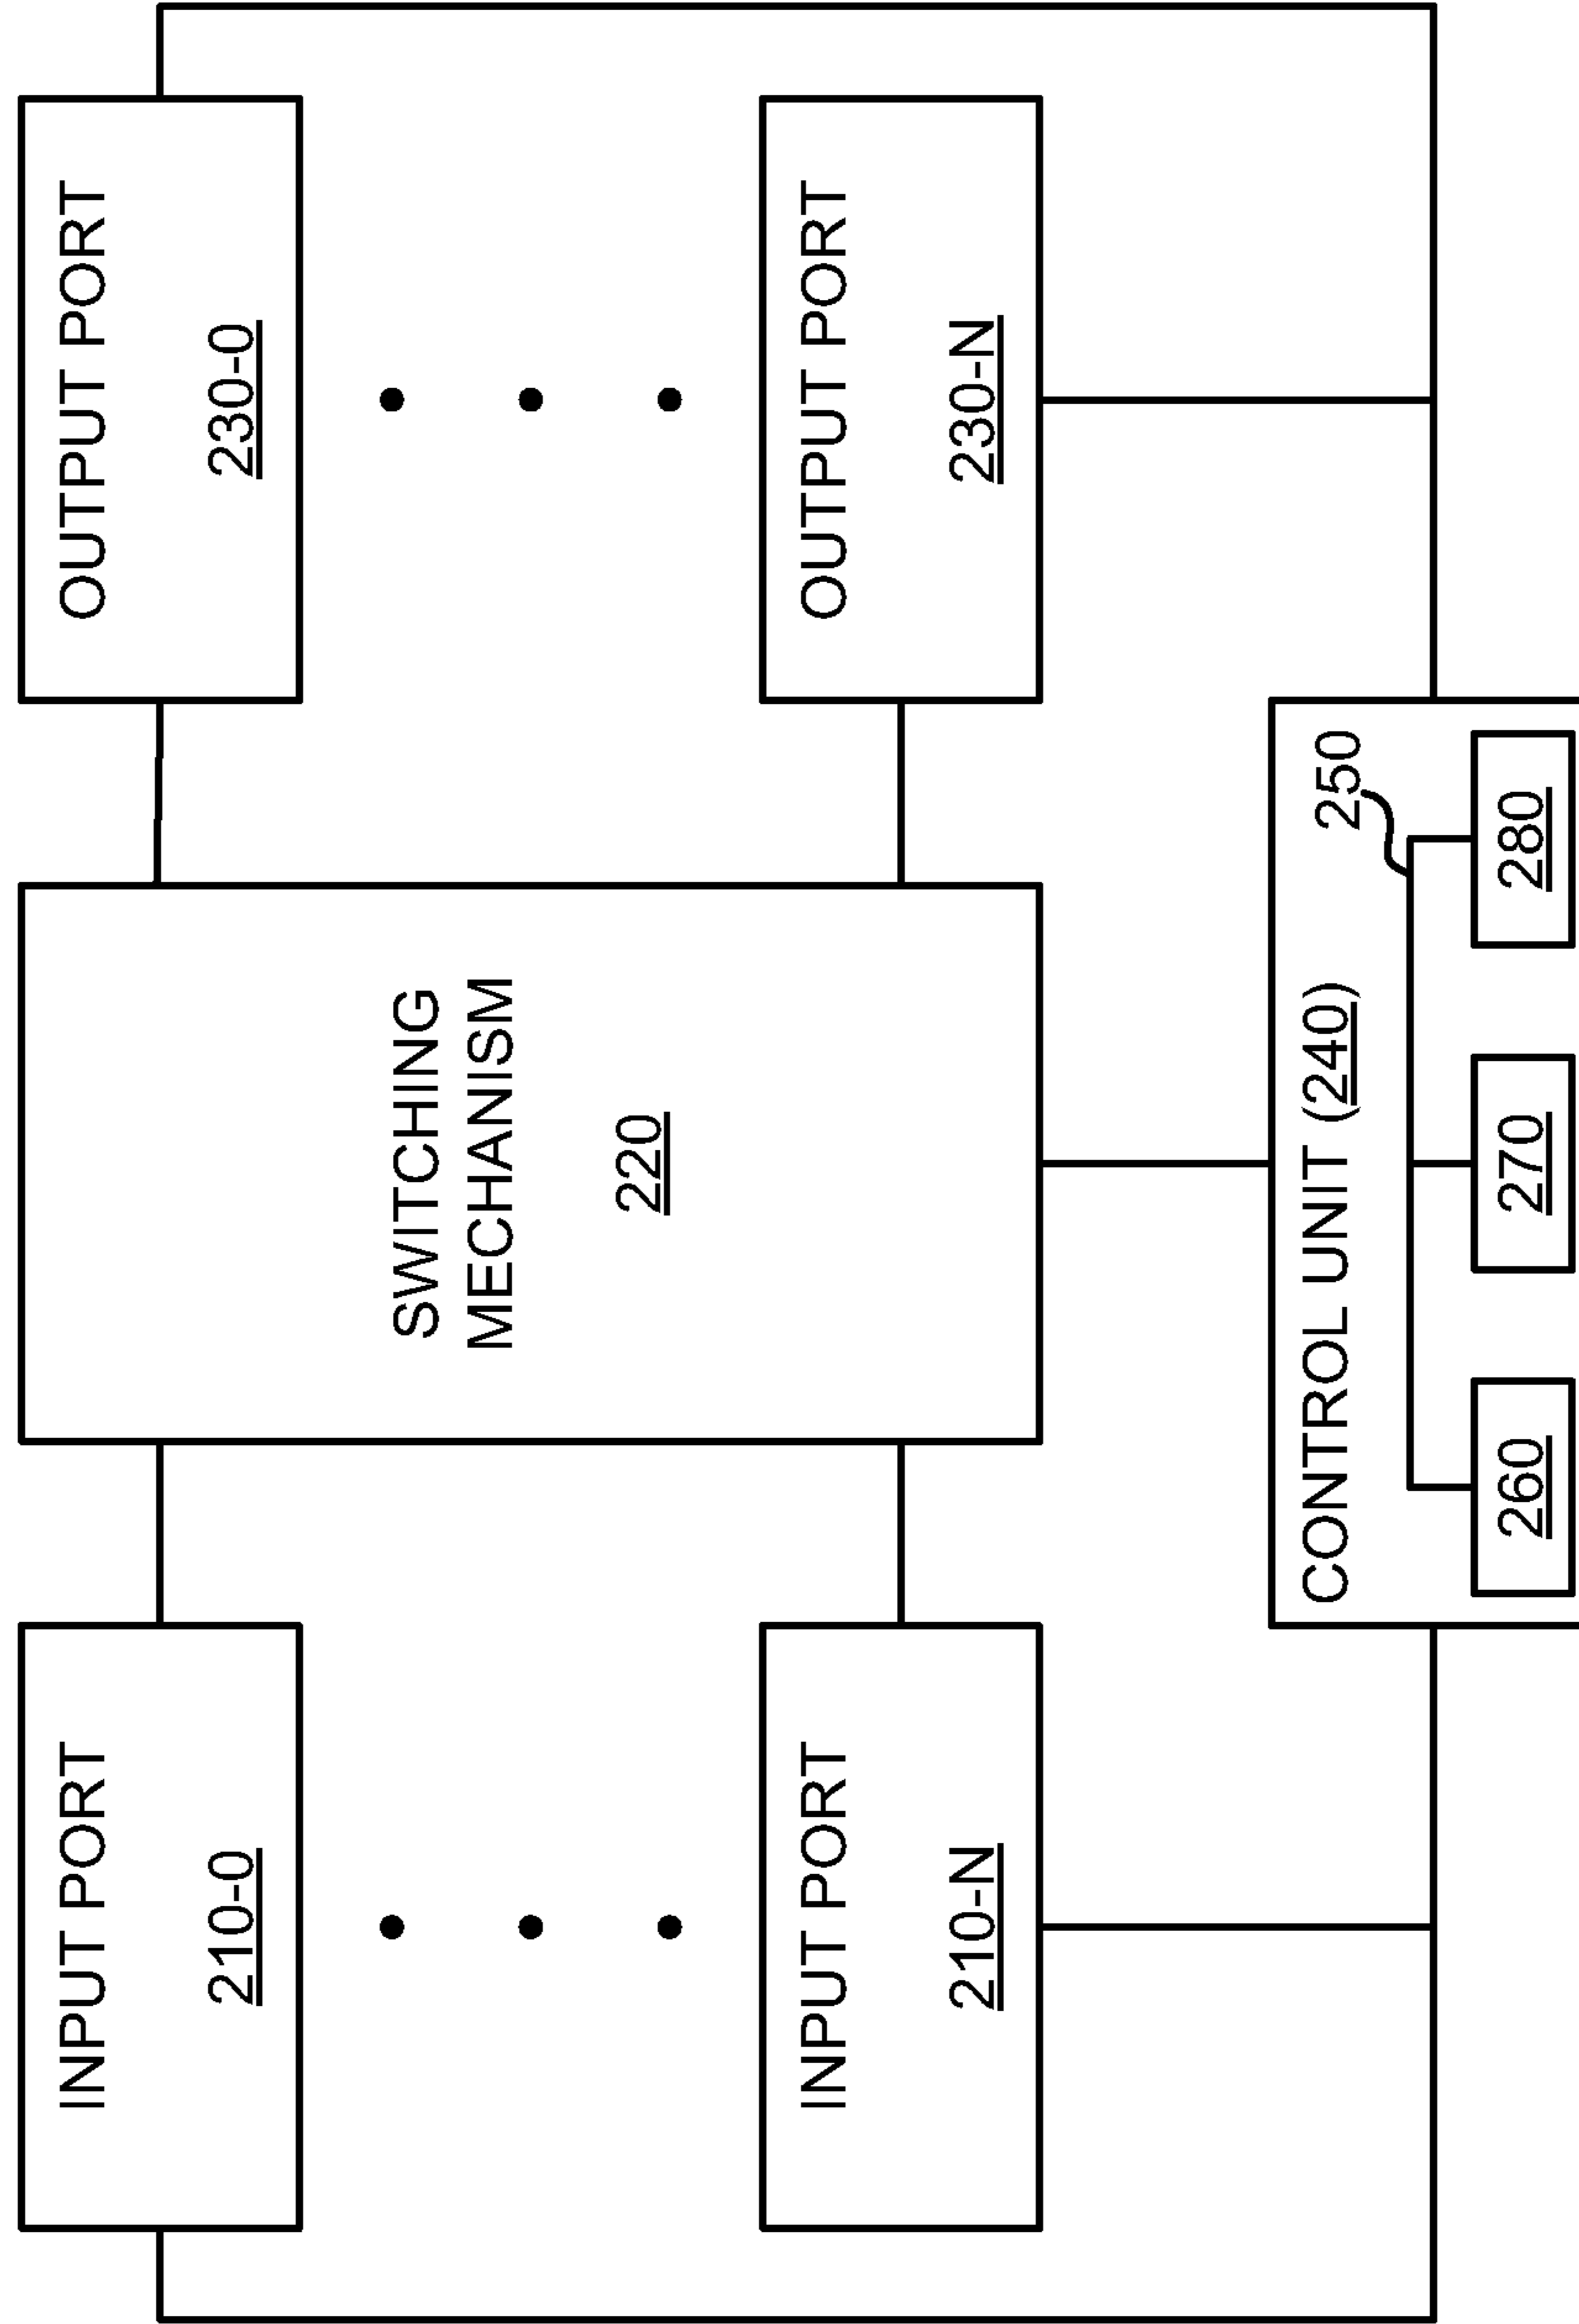 INPUT PORT
210-0
INPUT PORT
210-N
SWITCHING
MECHANISM
220
OUTPUT PORT
230-0
OUTPUT PORT
230-N
CONTROL UNIT (240)
250
260
270
280